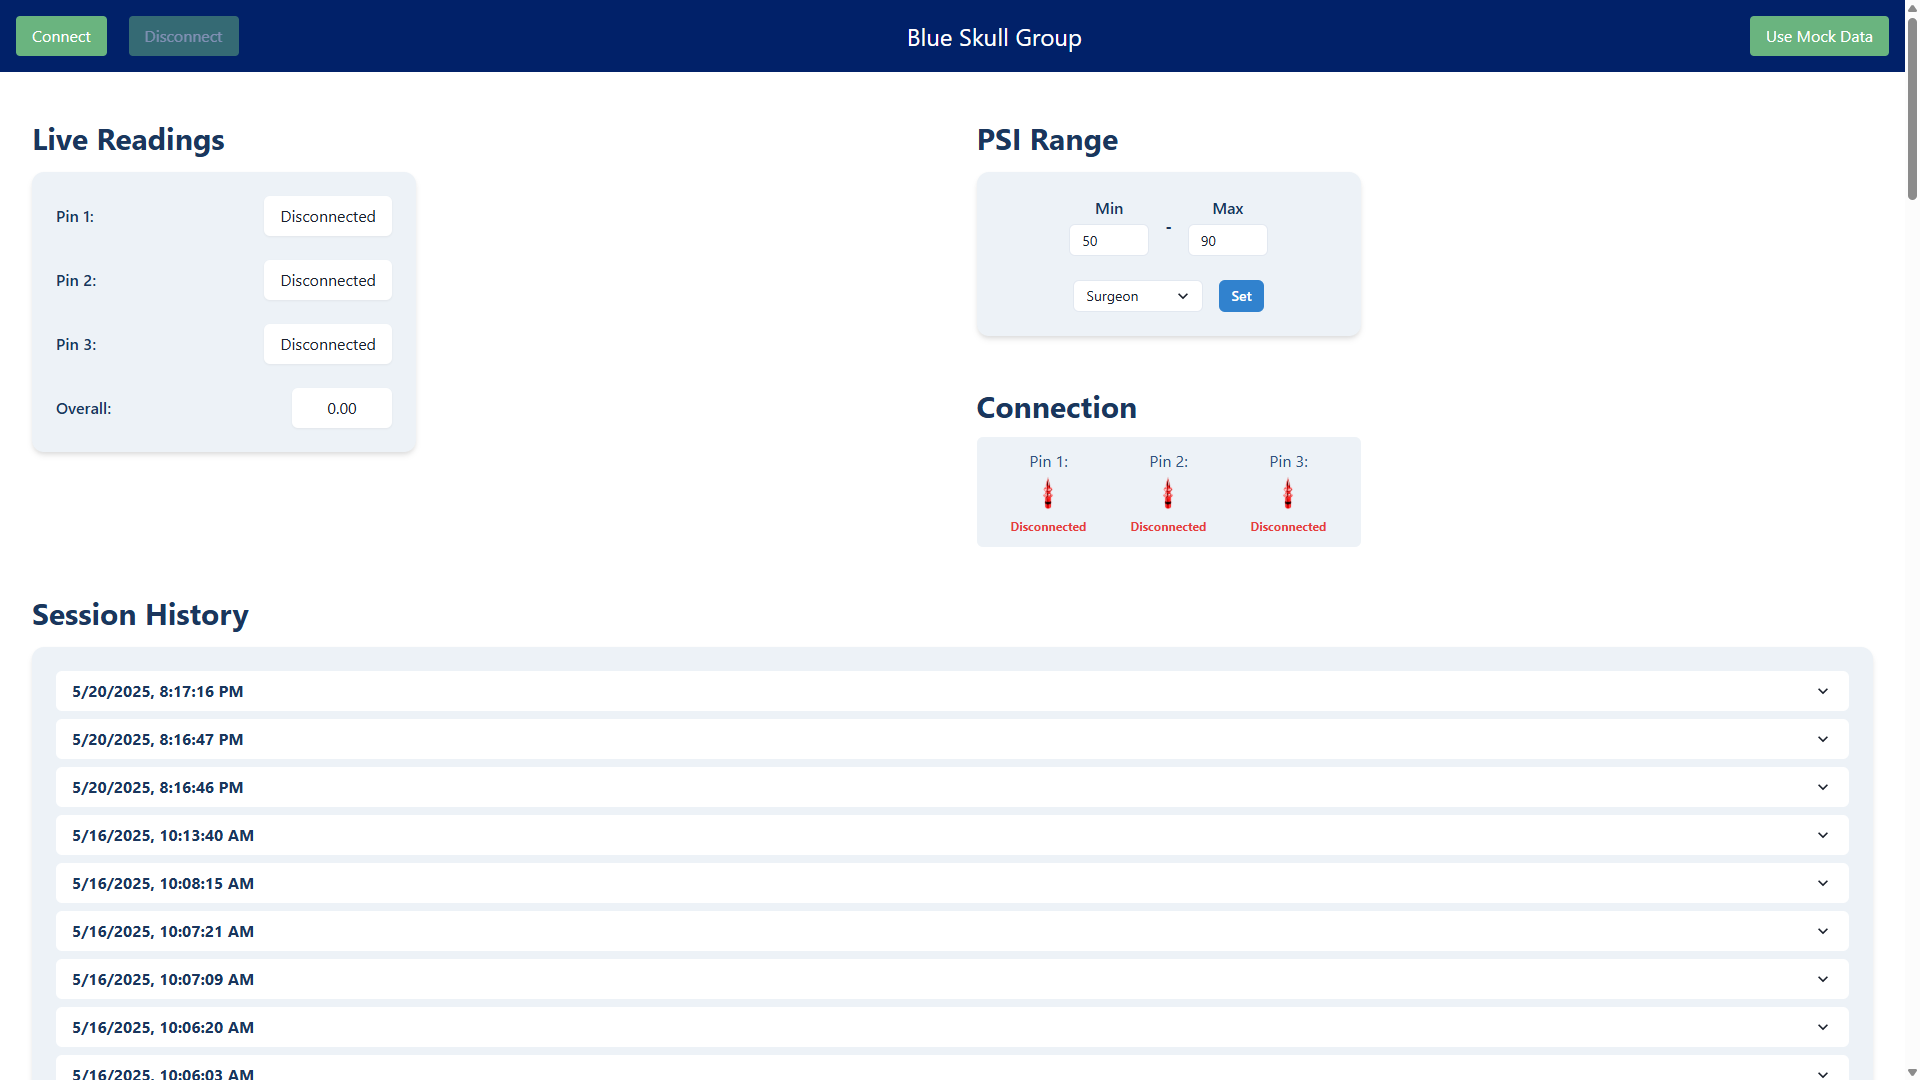 Connect
Disconnect
Blue Skull Group
Use Mock Data
Live Readings
Pin 1: Disconnected
Pin 2: Disconnected
Pin 3: Disconnected
Overall: 0.00
PSI Range
Min Max
50 - 90
Surgeon Set
Connection
Pin 1: Pin 2: Pin 3:
Disconnected Disconnected Disconnected
Session History
5/20/2025, 8:17:16 PM
5/20/2025, 8:16:47 PM
5/20/2025, 8:16:46 PM
5/16/2025, 10:13:40 AM
5/16/2025, 10:08:15 AM
5/16/2025, 10:07:21 AM
5/16/2025, 10:07:09 AM
5/16/2025, 10:06:20 AM
5/16/2025, 10:06:03 AM